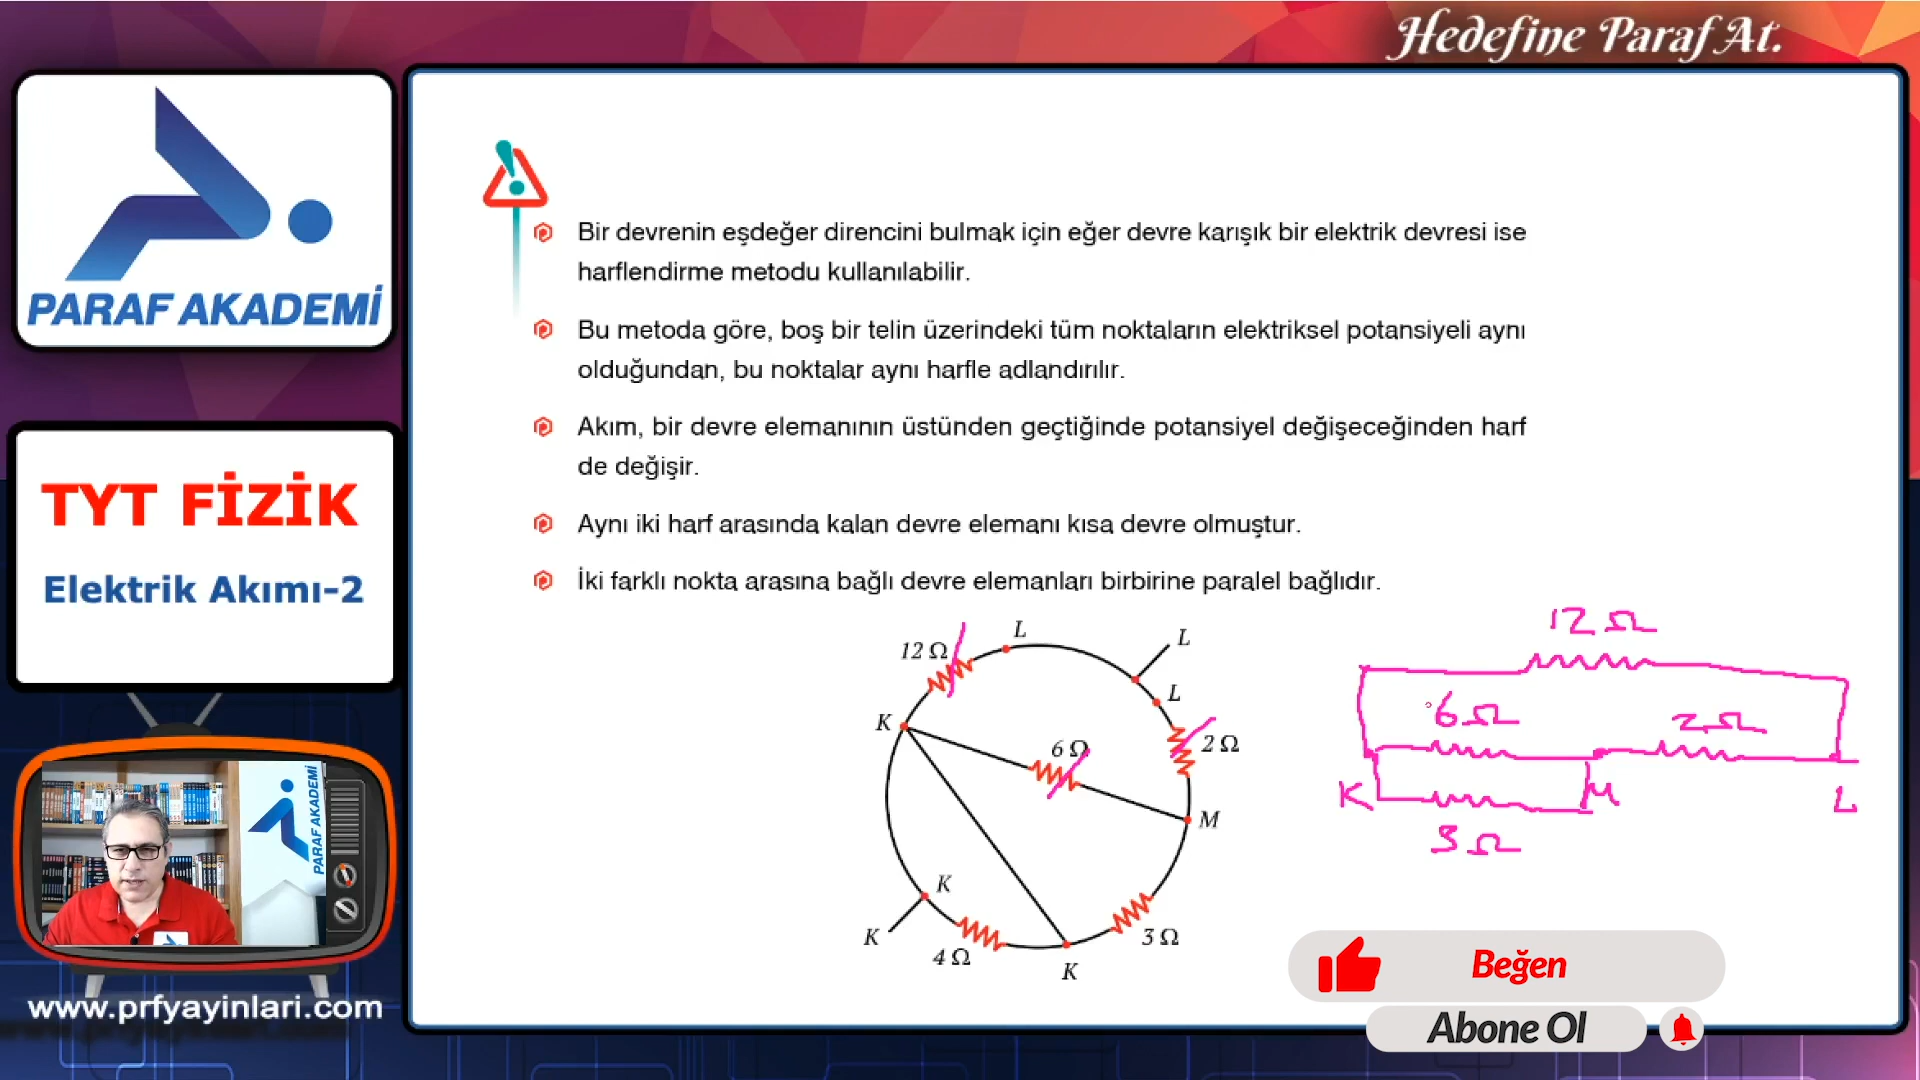 Hedefine Paraf At.
PARAF AKADEMİ
TYT FİZİK
Elektrik Akımı-2
PARAF AKADEMİ
www.prfyayinlari.com
Bir devrenin eşdeğer direncini bulmak için eğer devre karışık bir elektrik devresi ise
harflendirme metodu kullanılabilir.
Bu metoda göre, boş bir telin üzerindeki tüm noktaların elektriksel potansiyeli aynı
olduğundan, bu noktalar aynı harfle adlandırılır.
Akım, bir devre elemanının üstünden geçtiğinde potansiyel değişeceğinden harf
de değişir.
Aynı iki harf arasında kalan devre elemanı kısa devre olmuştur.
İki farklı nokta arasına bağlı devre elemanları birbirine paralel bağlıdır.
12 Ω
L
L
L
K
6 Ω
2 Ω
M
K
K
4 Ω
K
3 Ω
12 Ω
6 Ω
2 Ω
K
M
L
3 Ω
Beğen
Abone Ol